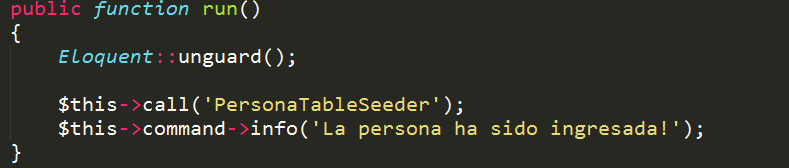 public function run()
{
    Eloquent::unguard();
    $this->call('PersonaTableSeeder');
    $this->command->info('La persona ha sido ingresada!');
}